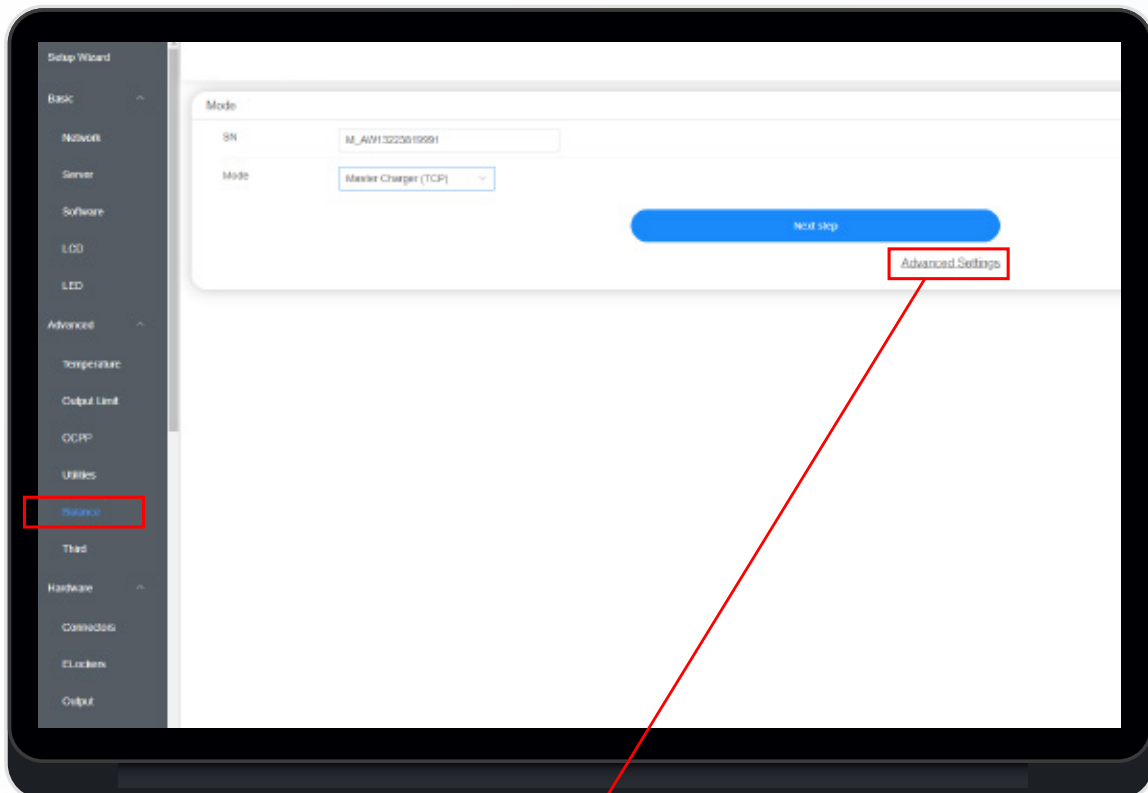 Setup Wizard
Basic
Network
Server
Software
LCD
LED
Advanced
Temperature
Output Limit
OCPP
Utilities
Balance
Third
Hardware
Connectors
ELockers
Output
Mode
SN
M_AW13223819991
Mode
Master Charger (TCP)
Next step
Advanced Settings